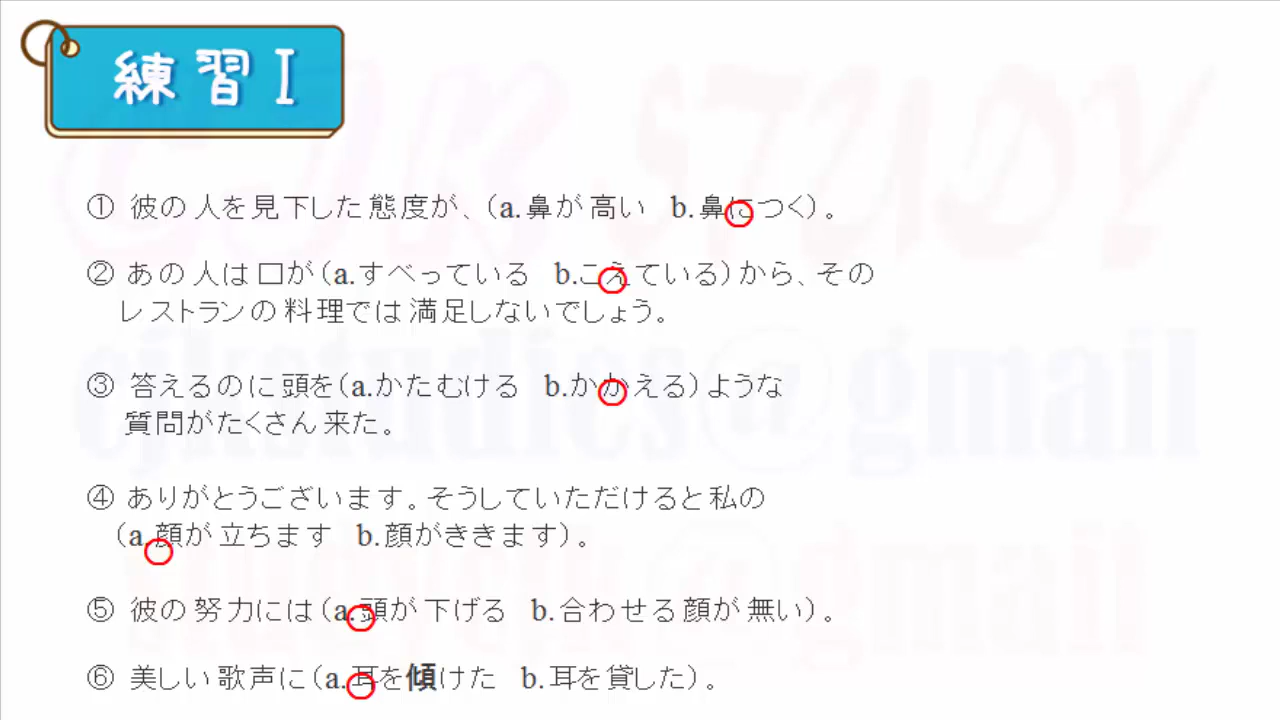 練習Ⅰ
① 彼の人を見下した態度が、（a.鼻が高い b.鼻につく）。
② あの人は口が（a.すべっている b.こえている）から、その
レストランの料理では満足しないでしょう。
③ 答えるのに頭を（a.かたむける b.かかえる）ような
質問がたくさん来た。
④ ありがとうございます。そうしていただけると私の
（a.顔が立ちます b.顔がききます）。
⑤ 彼の努力には（a.頭が下げる b.合わせる顔が無い）。
⑥ 美しい歌声に（a.耳を傾けた b.耳を貸した）。
CJK STUDY
cjkstudies@gmail